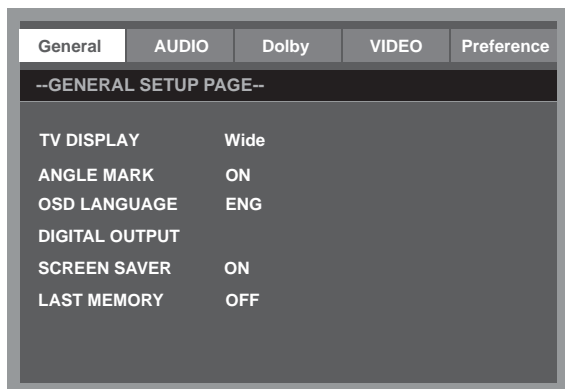 General AUDIO Dolby VIDEO Preference
--GENERAL SETUP PAGE--
TV DISPLAY Wide
ANGLE MARK ON
OSD LANGUAGE ENG
DIGITAL OUTPUT
SCREEN SAVER ON
LAST MEMORY OFF